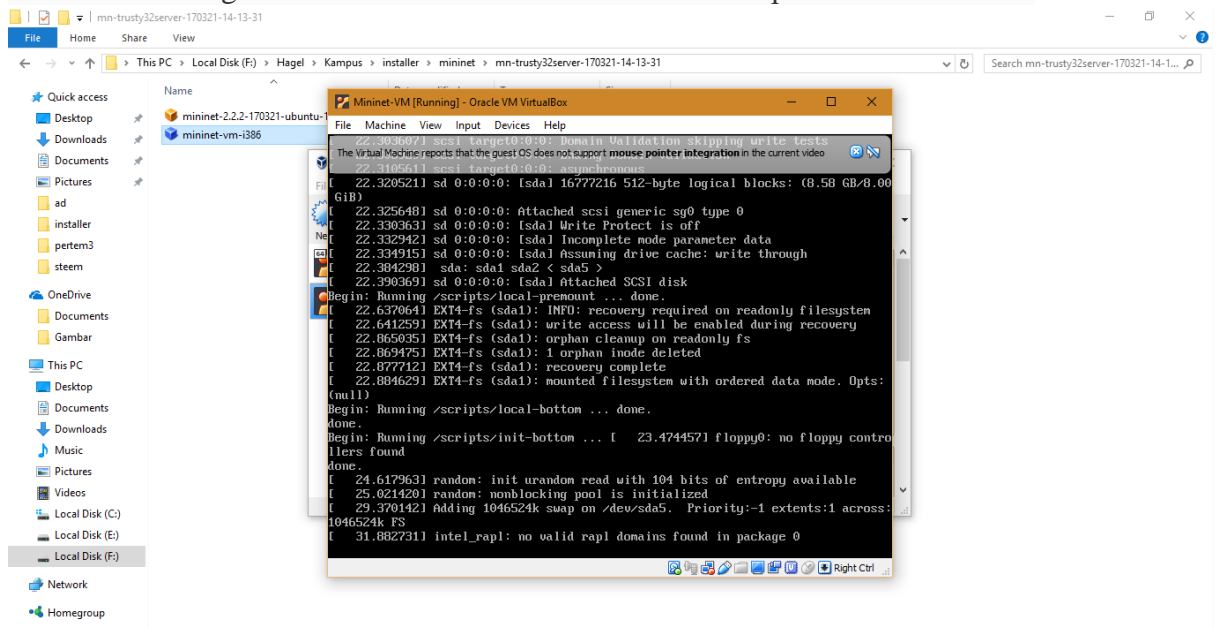 mn-trusty32server-170321-14-13-31
File Home Share View
This PC > Local Disk (F:) > Hagel > Kampus > installer > mininet > mn-trusty32server-170321-14-13-31
Search mn-trusty32server-170321-14-1...
Quick access
Desktop
Downloads
Documents
Pictures
ad
installer
pertem3
steem
OneDrive
Documents
Gambar
This PC
Desktop
Documents
Downloads
Music
Pictures
Videos
Local Disk (C:)
Local Disk (E:)
Local Disk (F:)
Network
Homegroup
Name
mininet-2.2.2-170321-ubuntu-1
mininet-vm-i386
Mininet-VM [Running] - Oracle VM VirtualBox
File Machine View Input Devices Help
[ 22.303607] scsi target0:0:0: Domain Validation skipping write tests
The Virtual Machine reports that the guest OS does not support mouse pointer integration in the current video
[ 22.310561] scsi target0:0:0: asynchronous
[ 22.320521] sd 0:0:0:0: [sda] 16777216 512-byte logical blocks: (8.58 GB/8.00
GiB)
[ 22.325648] sd 0:0:0:0: Attached scsi generic sg0 type 0
[ 22.330363] sd 0:0:0:0: [sda] Write Protect is off
[ 22.332942] sd 0:0:0:0: [sda] Incomplete mode parameter data
[ 22.334915] sd 0:0:0:0: [sda] Assuming drive cache: write through
[ 22.384298] sda: sda1 sda2 < sda5 >
[ 22.390369] sd 0:0:0:0: [sda] Attached SCSI disk
Begin: Running /scripts/local-premount ... done.
[ 22.637064] EXT4-fs (sda1): INFO: recovery required on readonly filesystem
[ 22.641259] EXT4-fs (sda1): write access will be enabled during recovery
[ 22.865035] EXT4-fs (sda1): orphan cleanup on readonly fs
[ 22.869475] EXT4-fs (sda1): 1 orphan inode deleted
[ 22.877712] EXT4-fs (sda1): recovery complete
[ 22.884629] EXT4-fs (sda1): mounted filesystem with ordered data mode. Opts:
(null)
Begin: Running /scripts/local-bottom ... done.
done.
Begin: Running /scripts/init-bottom ... [ 23.474457] floppy0: no floppy contro
llers found
done.
[ 24.617963] random: init urandom read with 104 bits of entropy available
[ 25.021420] random: nonblocking pool is initialized
[ 29.370142] Adding 1046524k swap on /dev/sda5. Priority:-1 extents:1 across:
1046524k FS
[ 31.882731] intel_rapl: no valid rapl domains found in package 0
Right Ctrl